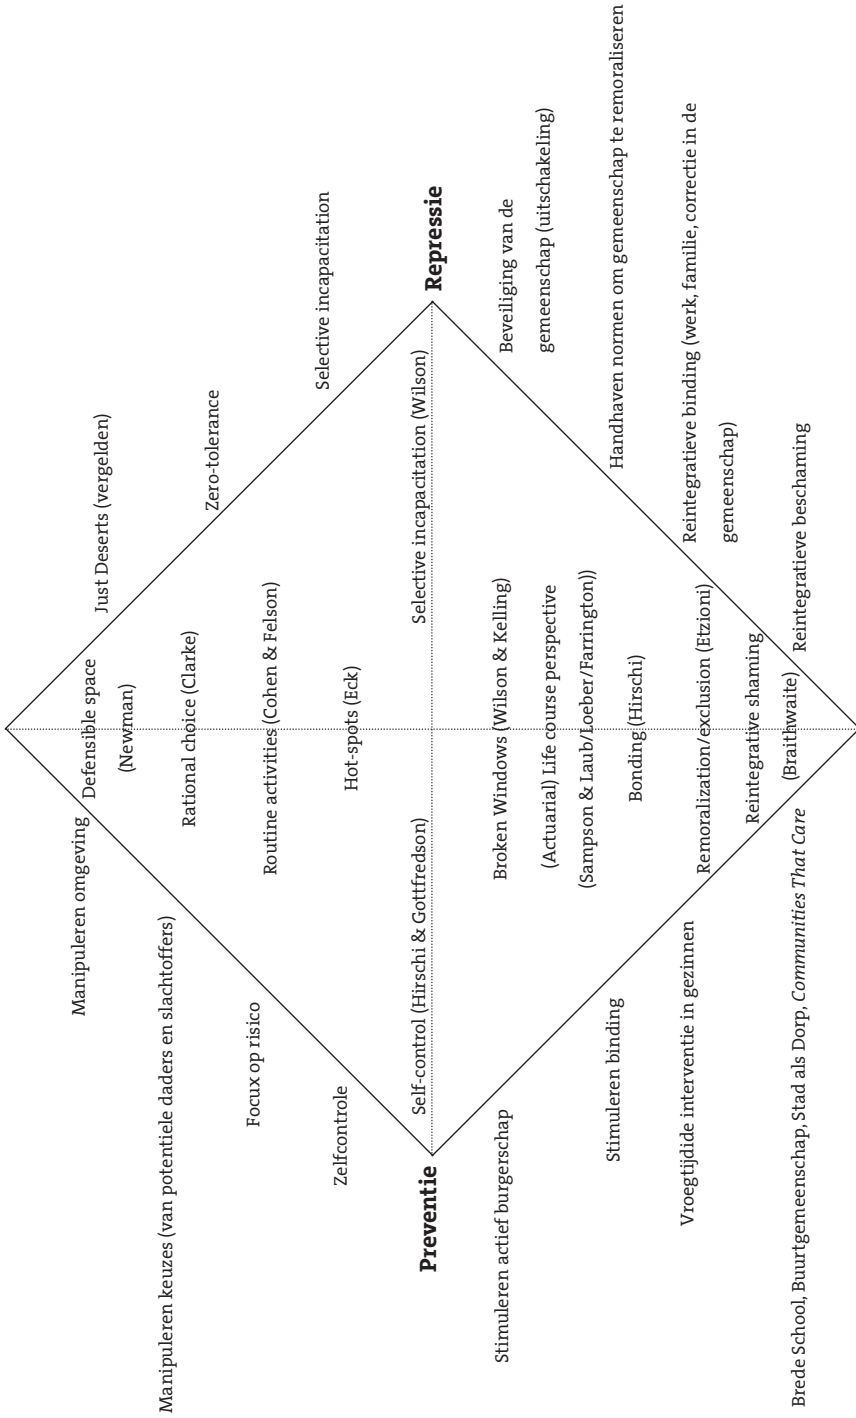 Manipuleren omgeving
Manipuleren keuzes (van potentiele daders en slachtoffers)
Focux op risico
Zelfcontrole
Preventie
Stimuleren actief burgerschap
Stimuleren binding
Vroegtijdide interventie in gezinnen
Brede School, Buurtgemeenschap, Stad als Dorp, Communities That Care
Defensible space
(Newman)
Rational choice (Clarke)
Routine activities (Cohen & Felson)
Hot-spots (Eck)
Self-control (Hirschi & Gottfredson)
Selective incapacitation (Wilson)
Broken Windows (Wilson & Kelling)
(Actuarial) Life course perspective
(Sampson & Laub/Loeber/Farrington))
Bonding (Hirschi)
Remoralization/exclusion (Etzioni)
Reintegrative shaming
(Braithwaite)
Just Deserts (vergelden)
Zero-tolerance
Selective incapacitation
Repressie
Beveiliging van de
gemeenschap (uitschakeling)
Handhaven normen om gemeenschap te remoraliseren
Reintegratieve binding (werk, familie, correctie in de
gemeenschap)
Reintegratieve beschaming